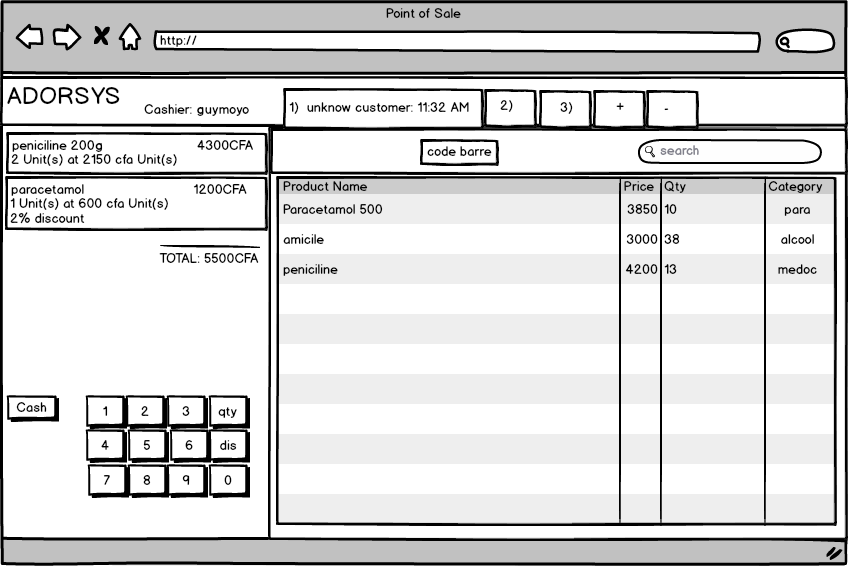 Point of Sale
http://
ADORSYS
Cashier: guymoyo
1) unknow customer: 11:32 AM
2)
3)
+
-
peniciline 200g 4300CFA
2 Unit(s) at 2150 cfa Unit(s)
paracetamol 1200CFA
1 Unit(s) at 600 cfa Unit(s)
2% discount
TOTAL: 5500CFA
Cash
1 2 3 qty
4 5 6 dis
7 8 9 0
code barre
search
Product Name Price Qty Category
Paracetamol 500 3850 10 para
amicile 3000 38 alcool
peniciline 4200 13 medoc